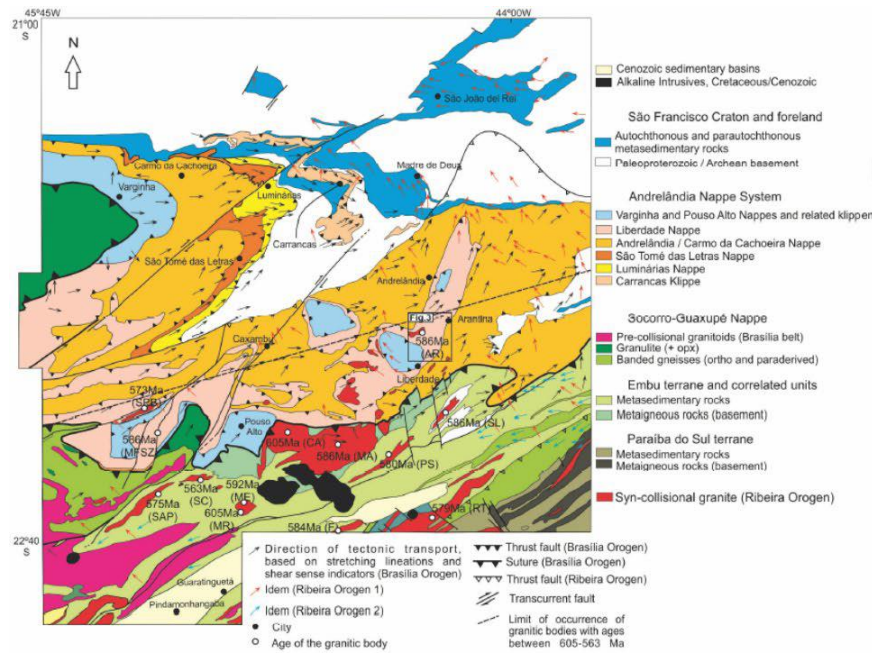 45°45'W
44°00'W
21°00'
S
N
São João del Rei
Carmo da Cachoeira
Madre de Deus
Varginha
Luminárias
Carrancas
São Tomé das Letras
Andrelândia
Fig.3
Arantina
586Ma
(AR)
Caxambu
Liberdade
573Ma
586Ma (SL)
Pouso
Alto
586Ma
(MFSZ)
605Ma (CA)
586Ma (MA)
580Ma (PS)
563Ma
(SC)
592Ma
(ME)
575Ma
(SAP)
605Ma
(MR)
579Ma (RT)
584Ma (F)
22°40'
S
Guaratinguetá
Pindamonhangada
Cenozoic sedimentary basins
Alkaline Intrusives, Cretaceous/Cenozoic
São Francisco Craton and foreland
Autochthonous and parautochthonous
metasedimentary rocks
Paleoproterozoic / Archean basement
Andrelândia Nappe System
Varginha and Pouso Alto Nappes and related klippen
Liberdade Nappe
Andrelândia / Carmo da Cachoeira Nappe
São Tomé das Letras Nappe
Luminárias Nappe
Carrancas Klippe
Socorro-Guaxupé Nappe
Pre-collisional granitoids (Brasília belt)
Granulite (+ opx)
Banded gneisses (orto and paraderived)
Embu terrane and correlated units
Metasedimentary rocks
Metaigneous rocks (basement)
Paraíba do Sul terrane
Metasedimentary rocks
Metaigneous rocks (basement)
Syn-collisional granite (Ribeira Orogen)
Direction of tectonic transport,
based on stretching lineations and
shear sense indicators (Brasília Orogen)
Idem (Ribeira Orogen 1)
Idem (Ribeira Orogen 2)
City
Age of the granitic body
Thrust fault (Brasília Orogen)
Suture (Brasília Orogen)
Thrust fault (Ribeira Orogen)
Transcurrent fault
Limit of occurrence of
granitic bodies with ages
between 605-563 Ma